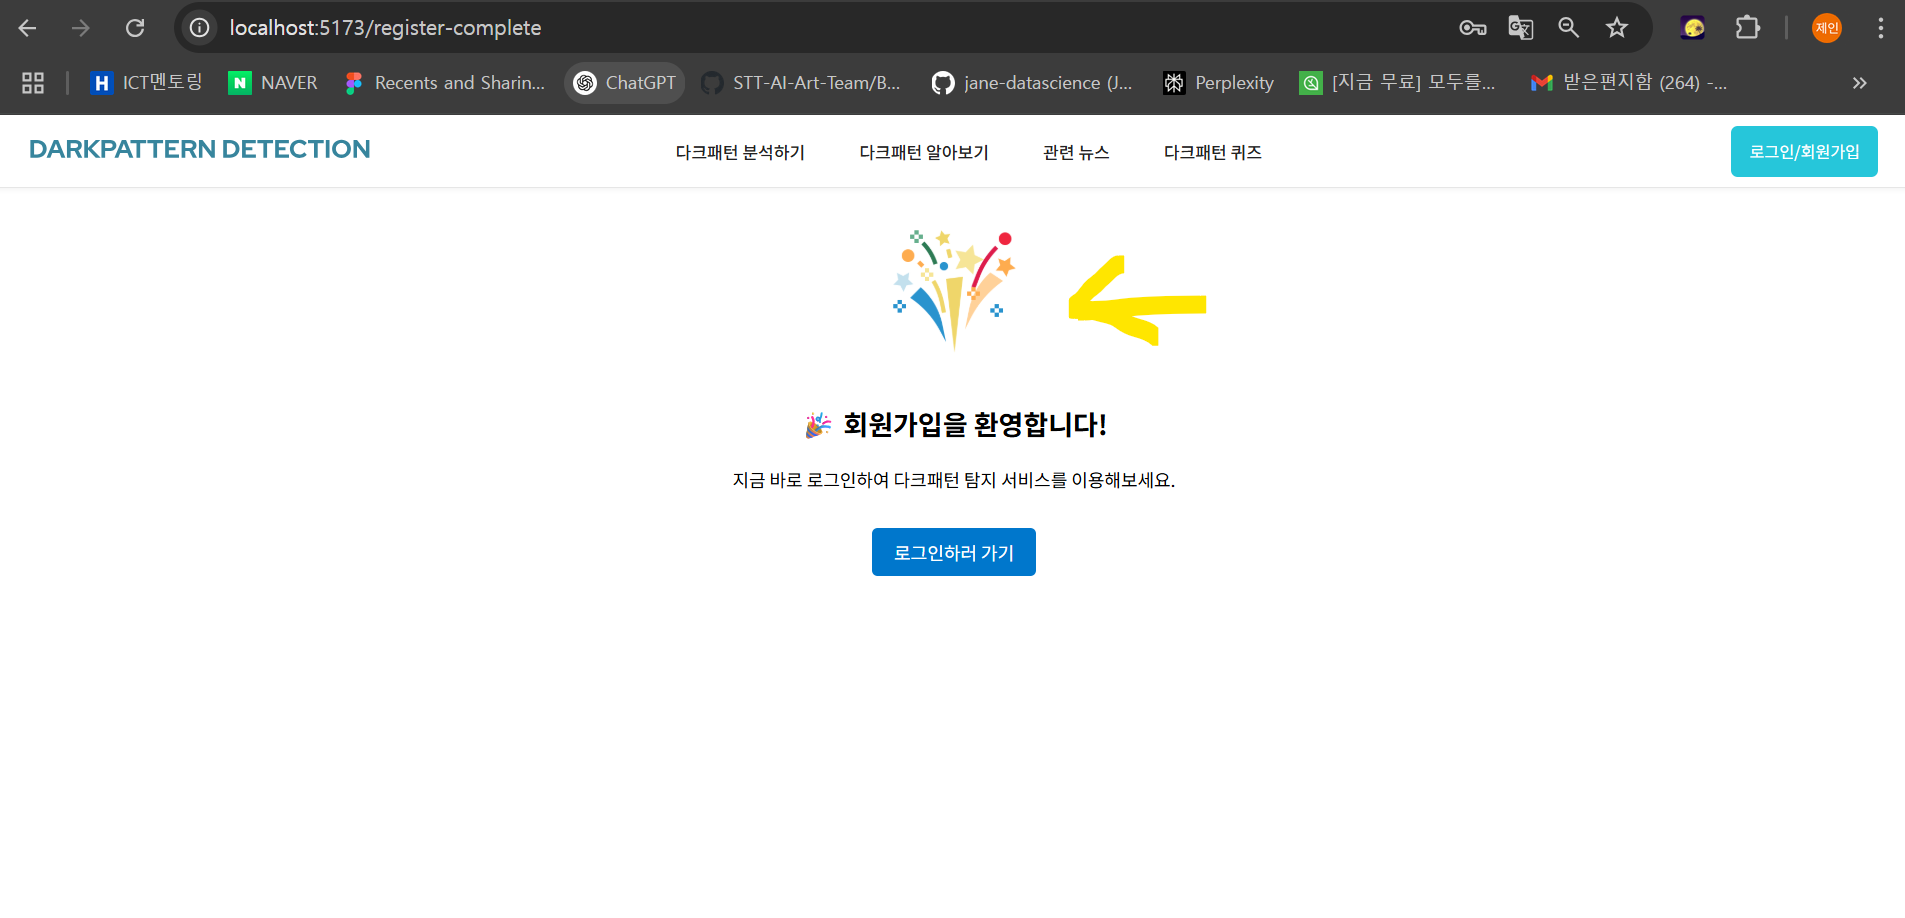 localhost:5173/register-complete
제인
ICT멘토링
NAVER
Recents and Sharin...
ChatGPT
STT-AI-Art-Team/B...
jane-datascience (J...
Perplexity
[지금 무료] 모두를...
받은편지함 (264) -...
DARKPATTERN DETECTION
다크패턴 분석하기
다크패턴 알아보기
관련 뉴스
다크패턴 퀴즈
로그인/회원가입
🎉 회원가입을 환영합니다!
지금 바로 로그인하여 다크패턴 탐지 서비스를 이용해보세요.
로그인하러 가기